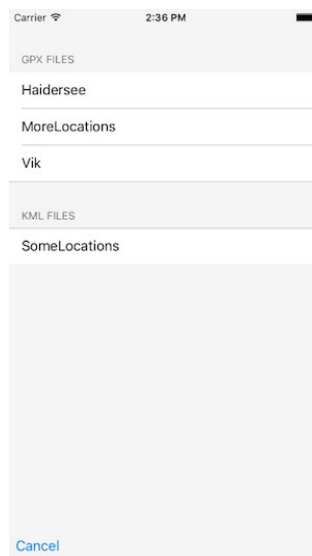 Carrier 2:36 PM
GPX FILES
Haidersee
MoreLocations
Vik
KML FILES
SomeLocations
Cancel